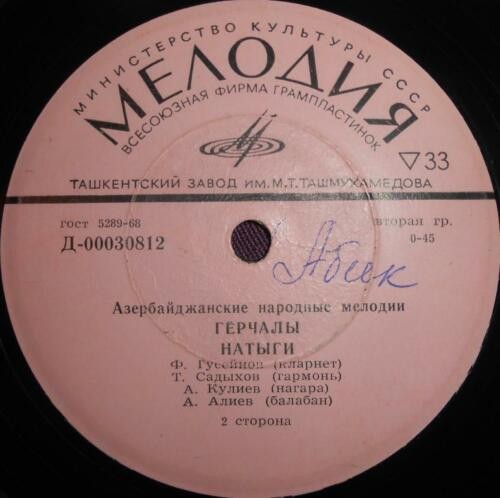 МИНИСТЕРСТВО КУЛЬТУРЫ СССР
МЕЛОДИЯ
ВСЕСОЮЗНАЯ ФИРМА ГРАМПЛАСТИНОК
▽33
ТАШКЕНТСКИЙ ЗАВОД ИМ. М.Т. ТАШМУХАМЕДОВА
гост 5289-68
вторая гр.
Д-00030812
0-45
Абик
Азербайджанские народные мелодии
ГЕРЧАЛЫ
НАТЫГИ
Ф. Гусейнов (кларнет)
Т. Садыхов (гармонь)
А. Кулиев (нагара)
А. Алиев (балабан)
2 сторона